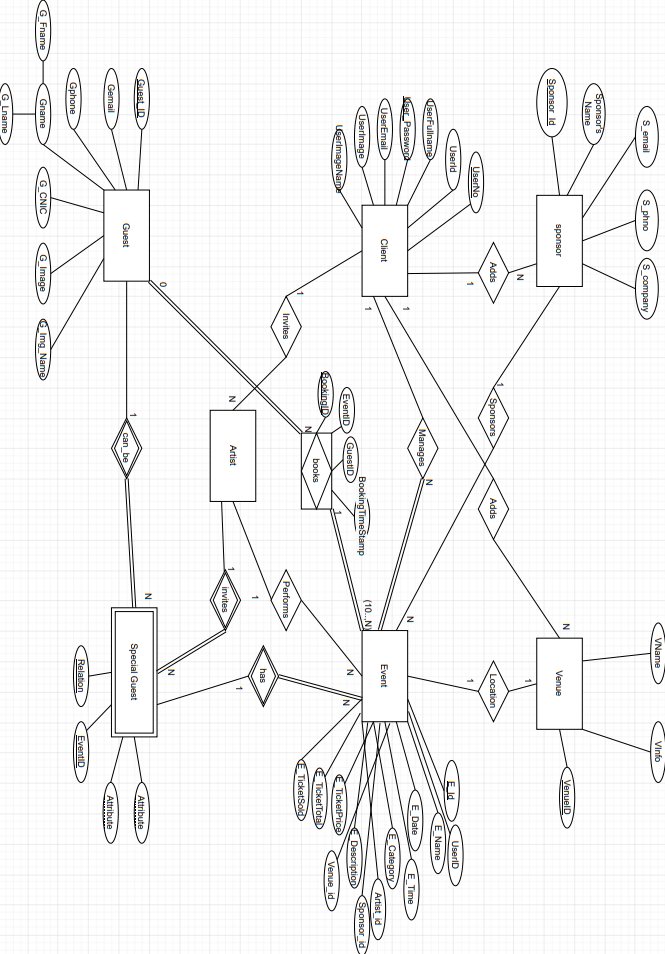 S_email
S_phno
S_company
VName
Vinfo
Sponsor's
Name
Sponsor_Id
sponsor
N
Venue
VenueID
N
Adds
1
Sponsors
Adds
1
Location
UserNo
1
1
UserId
E_Id
UserID
UserFullname
User_Password
UserEmail
UserImage
UserImageName
Client
1
1
N
Manages
N
E_Name
E_Date
E_Time
E_Category
Artist_id
Sponsor_id
E_Description
Venue_id
E_TicketPrice
E_TicketTotal
E_TicketSold
Event
(10...N)
N
N
EventID
GuestID
BookingTimeStamp
BookingID
books
N
1
1
Invites
N
Artist
Performs
1
has
1
1
invites
N
0
Guest_ID
Gemail
Gphone
Gname
G_Fname
G_Lname
G_CNIC
G_Image
G_Img_Name
Guest
1
can_be
N
Special Guest
Attribute
Attribute
Relation
EventID